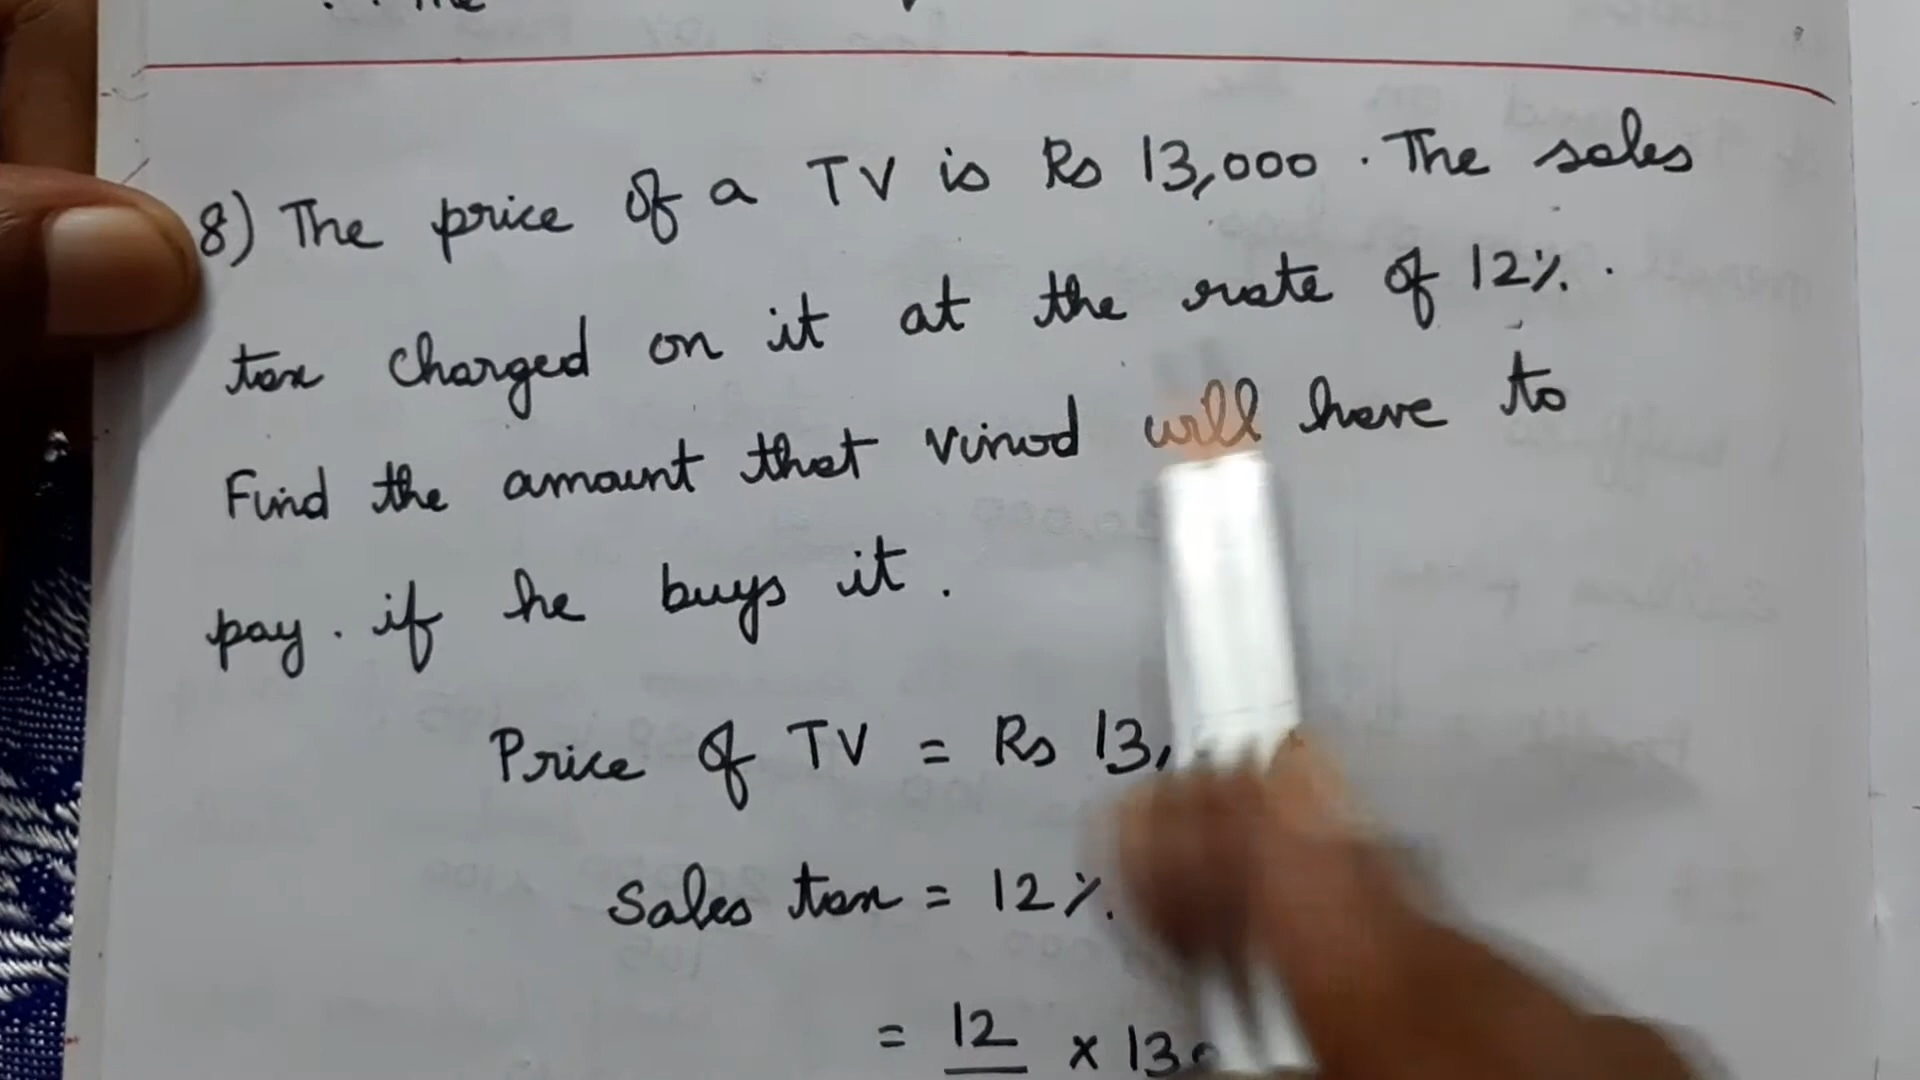 8) The price of a TV is Rs 13,000 . The sales
tax charged on it at the rate of 12% .
Find the amount that vinod will have to
pay . if he buys it .
Price of TV = Rs 13,
Sales tax = 12%.
= 12 x 130